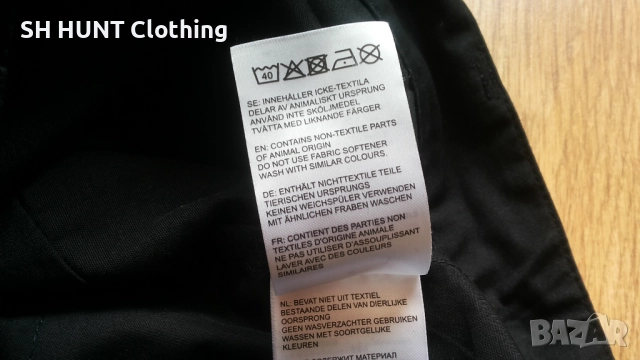 SH HUNT Clothing
40
SE: INNEHÅLLER ICKE-TEXTILA
DELAR AV ANIMALISKT URSPRUNG
ANVÄND INTE SKÖLJMEDEL
TVÄTTA MED LIKNANDE FÄRGER
EN: CONTAINS NON-TEXTILE PARTS
OF ANIMAL ORIGIN
DO NOT USE FABRIC SOFTENER
WASH WITH SIMILAR COLOURS.
DE: ENTHÄLT NICHTTEXTILE TEILE
TIERISCHEN URSPRUNGS
KEINEN WEICHSPÜLER VERWENDEN
MIT ÄHNLICHEN FRABEN WASCHEN
FR: CONTIENT DES PARTIES NON
TEXTILES D'ORIGINE ANIMALE
NE PAS UTILISER D'ASSOUPLISSANT
LAVER AVEC DES COULEURS
SIMILAIRES
NL: BEVAT NIET UIT TEXTIEL
BESTAANDE DELEN VAN DIERLIJKE
OORSPRONG
GEEN WASVERZACHTER GEBRUIKEN
WASSEN MET SOORTGELIJKE
KLEUREN
СОДЕРЖИТ МАТЕРИАЛ
BAZAR
bg